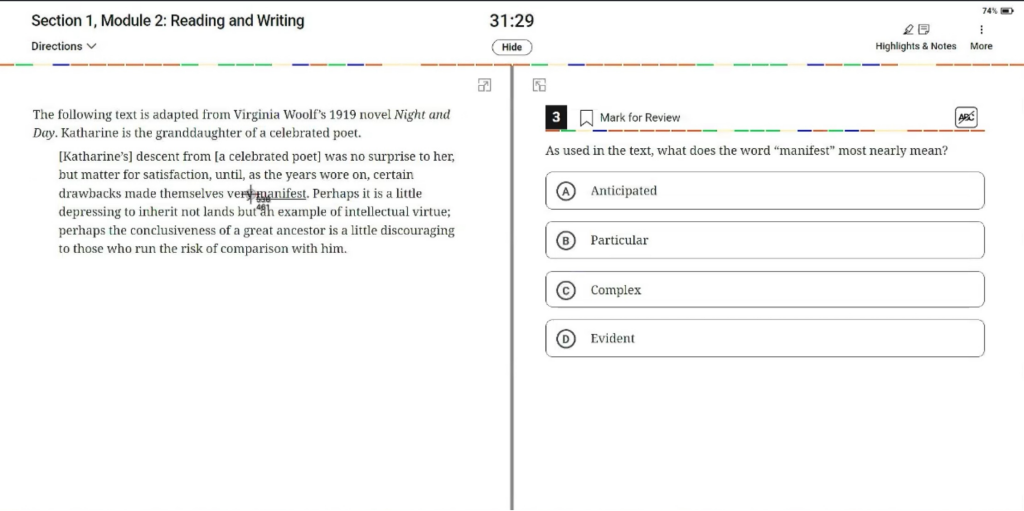 Section 1, Module 2: Reading and Writing
Directions
31:29
Hide
74%
Highlights & Notes
More
The following text is adapted from Virginia Woolf's 1919 novel Night and
Day. Katharine is the granddaughter of a celebrated poet.
[Katharine's] descent from [a celebrated poet] was no surprise to her,
but matter for satisfaction, until, as the years wore on, certain
drawbacks made themselves very manifest. Perhaps it is a little
depressing to inherit not lands but an example of intellectual virtue;
perhaps the conclusiveness of a great ancestor is a little discouraging
to those who run the risk of comparison with him.
3
Mark for Review
ABC
As used in the text, what does the word “manifest” most nearly mean?
A Anticipated
B Particular
C Complex
D Evident